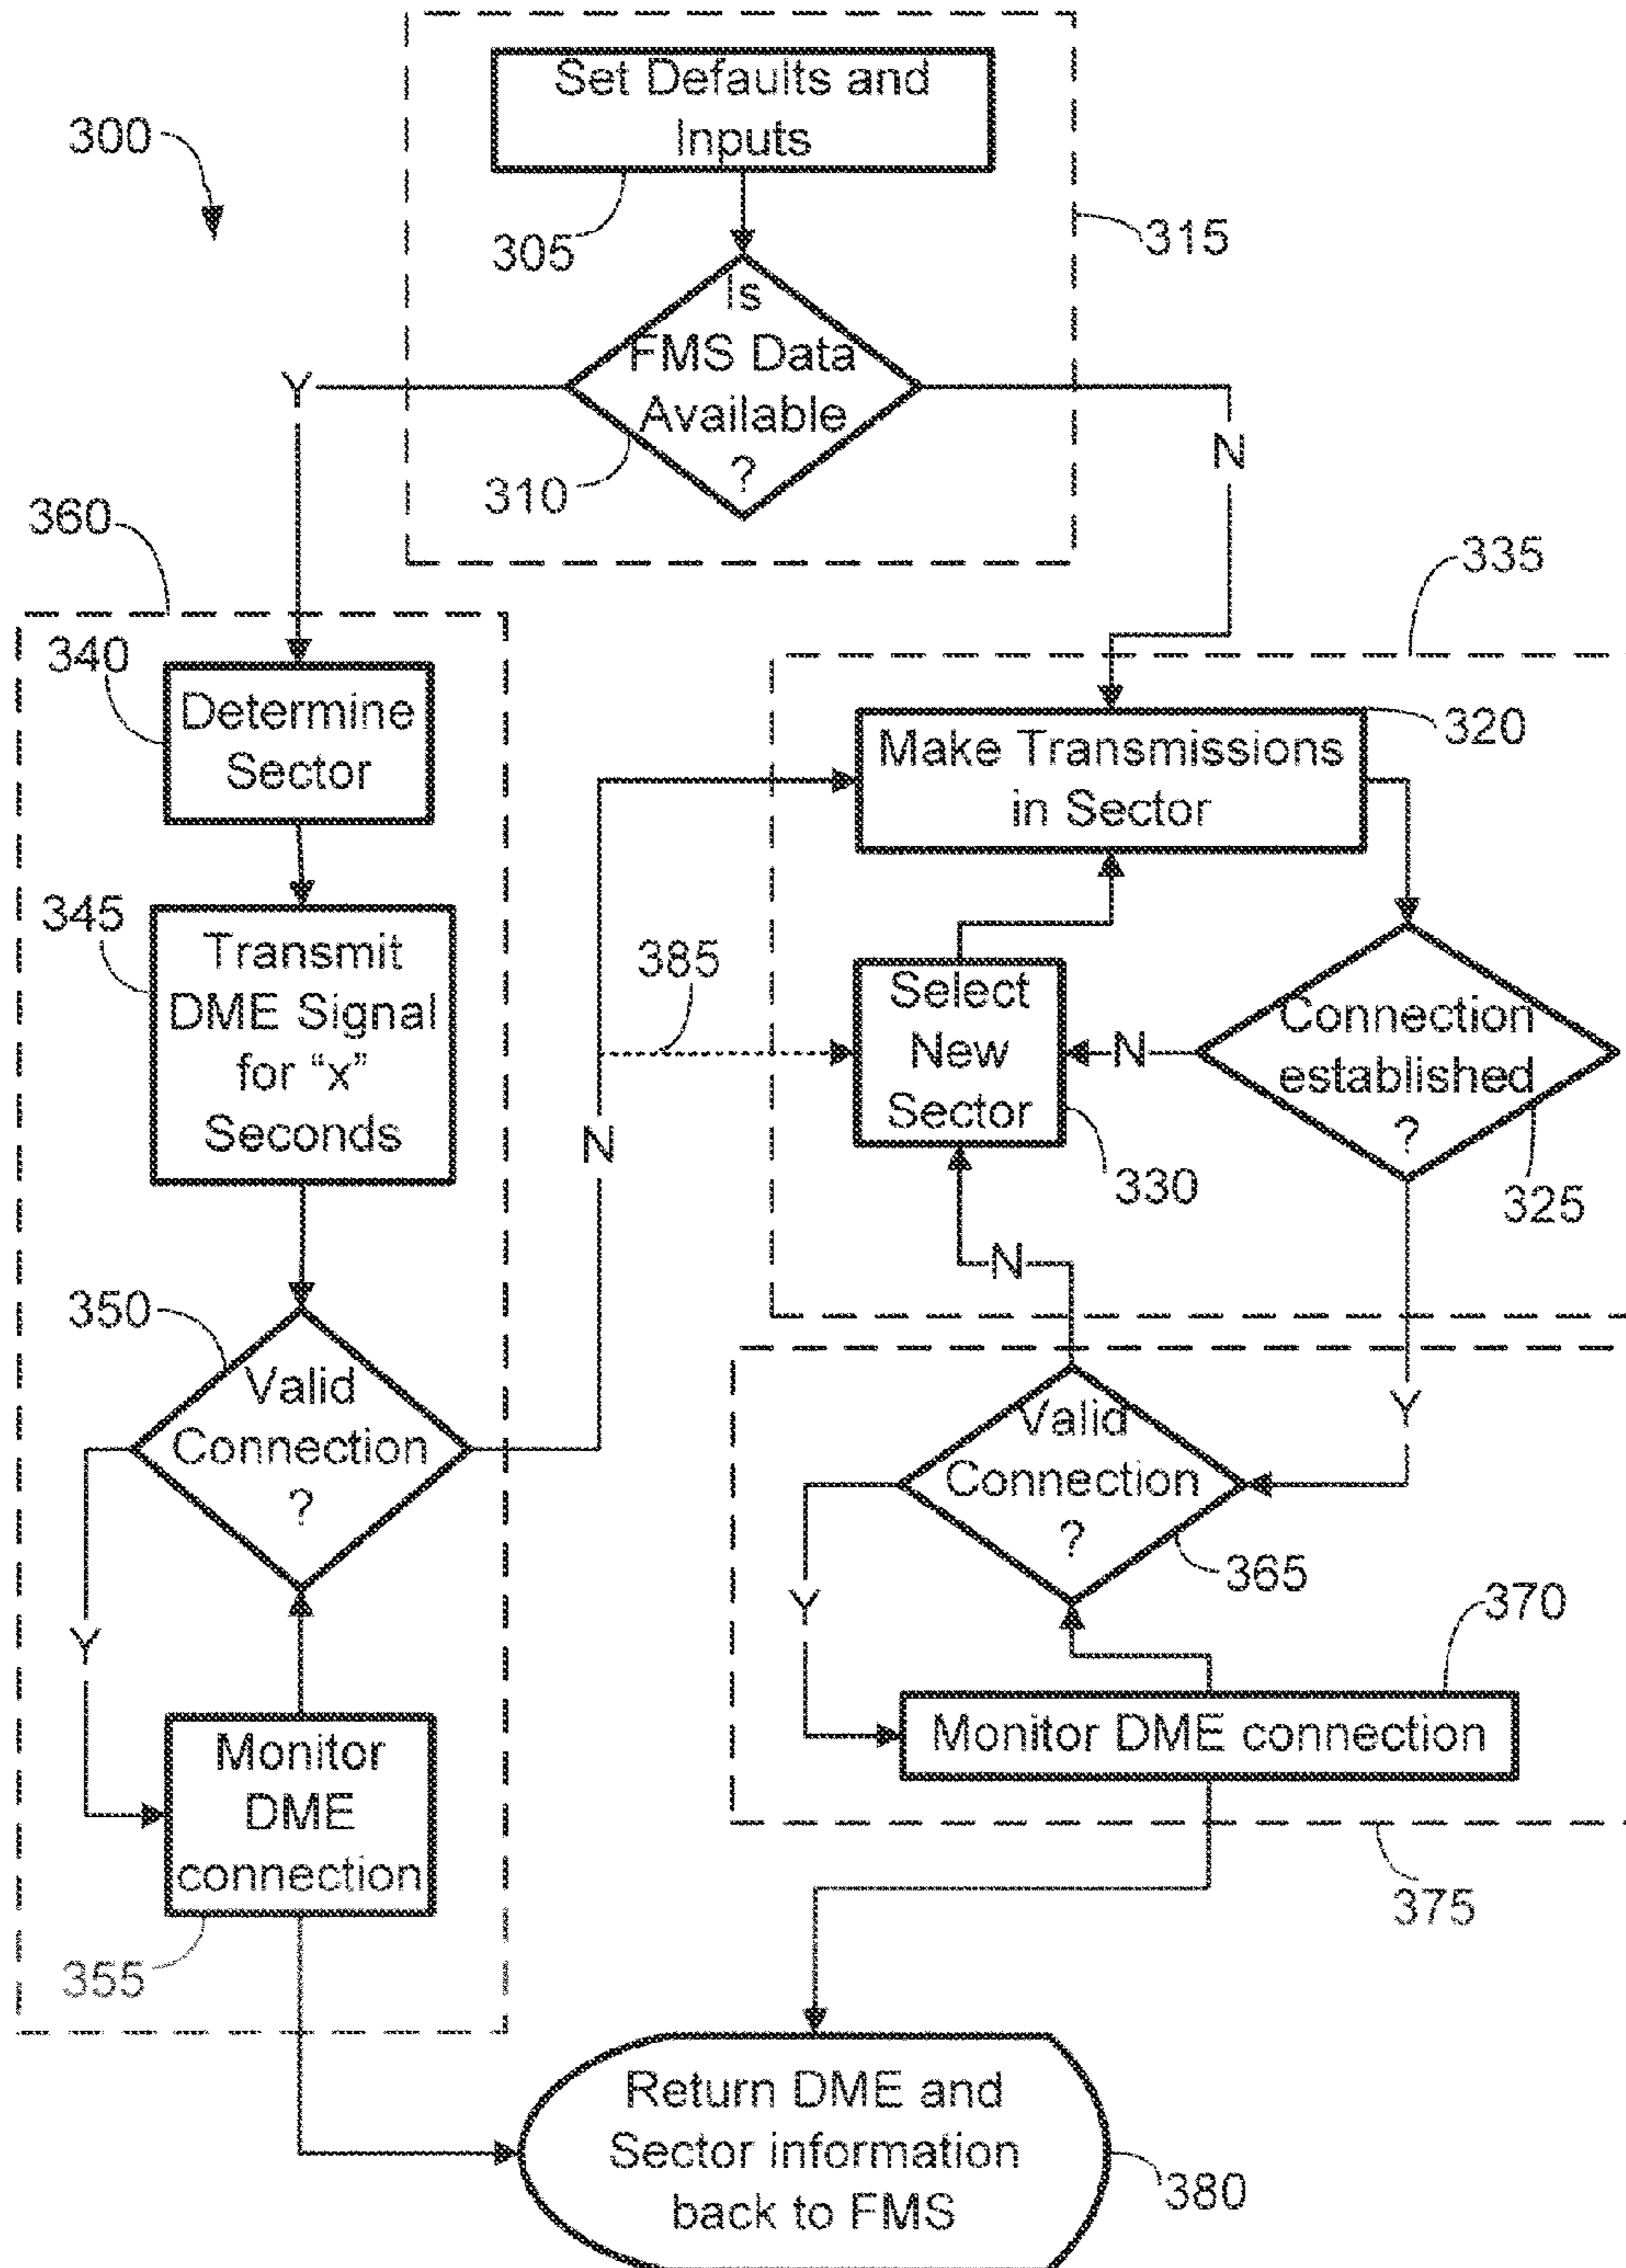 300
Set Defaults and
Inputs
305
315
Is
FMS Data
Available
?
310
Y
N
360
335
340
Determine
Sector
320
Make Transmissions
in Sector
345
Transmit
DME Signal
for “x”
Seconds
385
Select
New
Sector
N
Connection
established
?
N
330
325
350
Valid
Connection
?
N
Y
Valid
Connection
?
365
Y
Y
370
Monitor DME connection
Monitor
DME
connection
355
375
Return DME and
Sector information
back to FMS
380